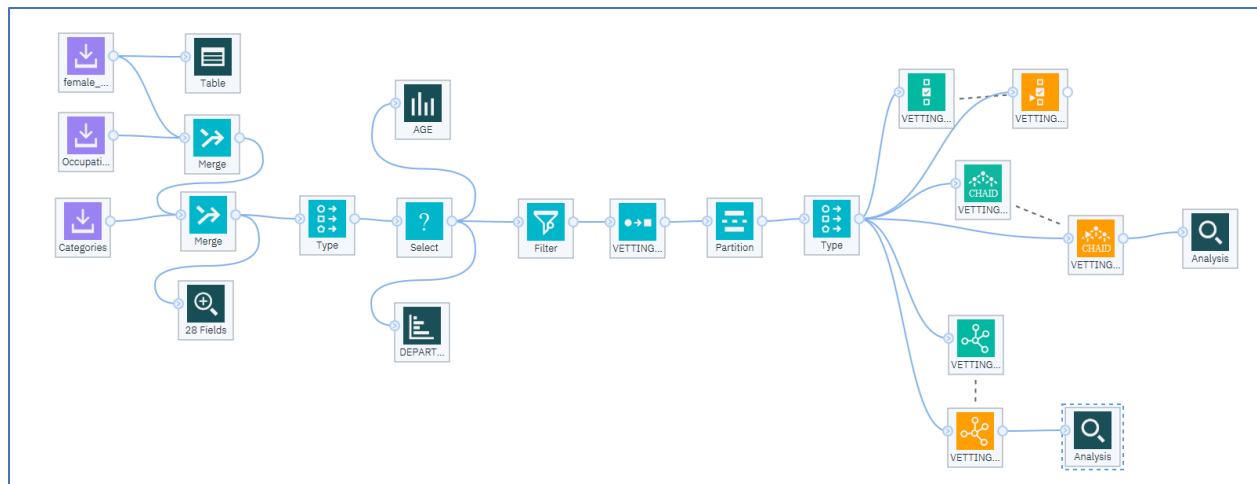 female_...
Table
Occupati...
Merge
Categories
Merge
28 Fields
Type
AGE
?
Select
DEPART...
Filter
VETTING...
Partition
Type
VETTING...
VETTING...
CHAID
VETTING...
CHAID
VETTING...
Analysis
VETTING...
VETTING...
Analysis